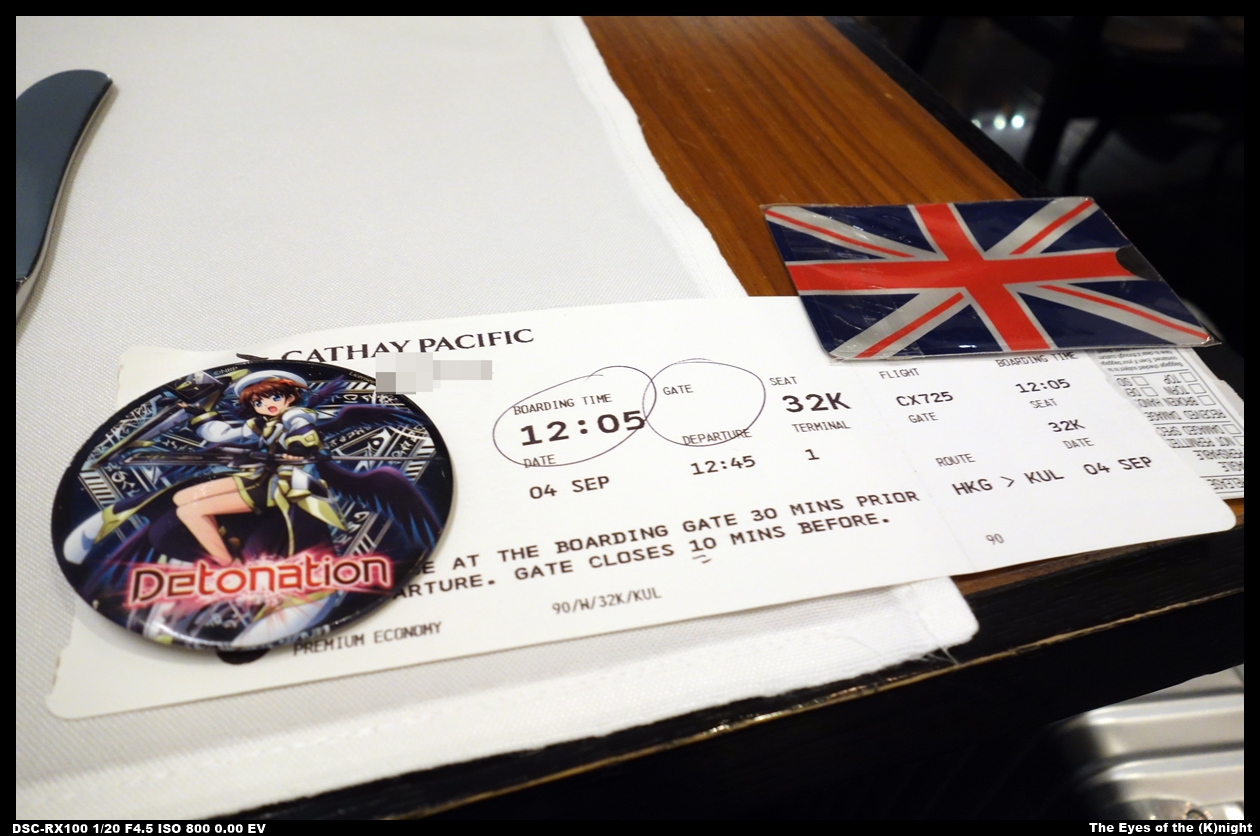 CATHAY PACIFIC
BOARDING TIME
12:05
GATE
SEAT
32K
DATE
04 SEP
DEPARTURE
12:45
TERMINAL
1
E AT THE BOARDING GATE 30 MINS PRIOR
ARTURE. GATE CLOSES 10 MINS BEFORE.
90/W/32K/KUL
PREMIUM ECONOMY
Detonation
FLIGHT
CX725
GATE
BOARDING TIME
12:05
SEAT
32K
DATE
04 SEP
ROUTE
HKG > KUL
90
DSC-RX100 1/20 F4.5 ISO 800 0.00 EV
The Eyes of the (K)night